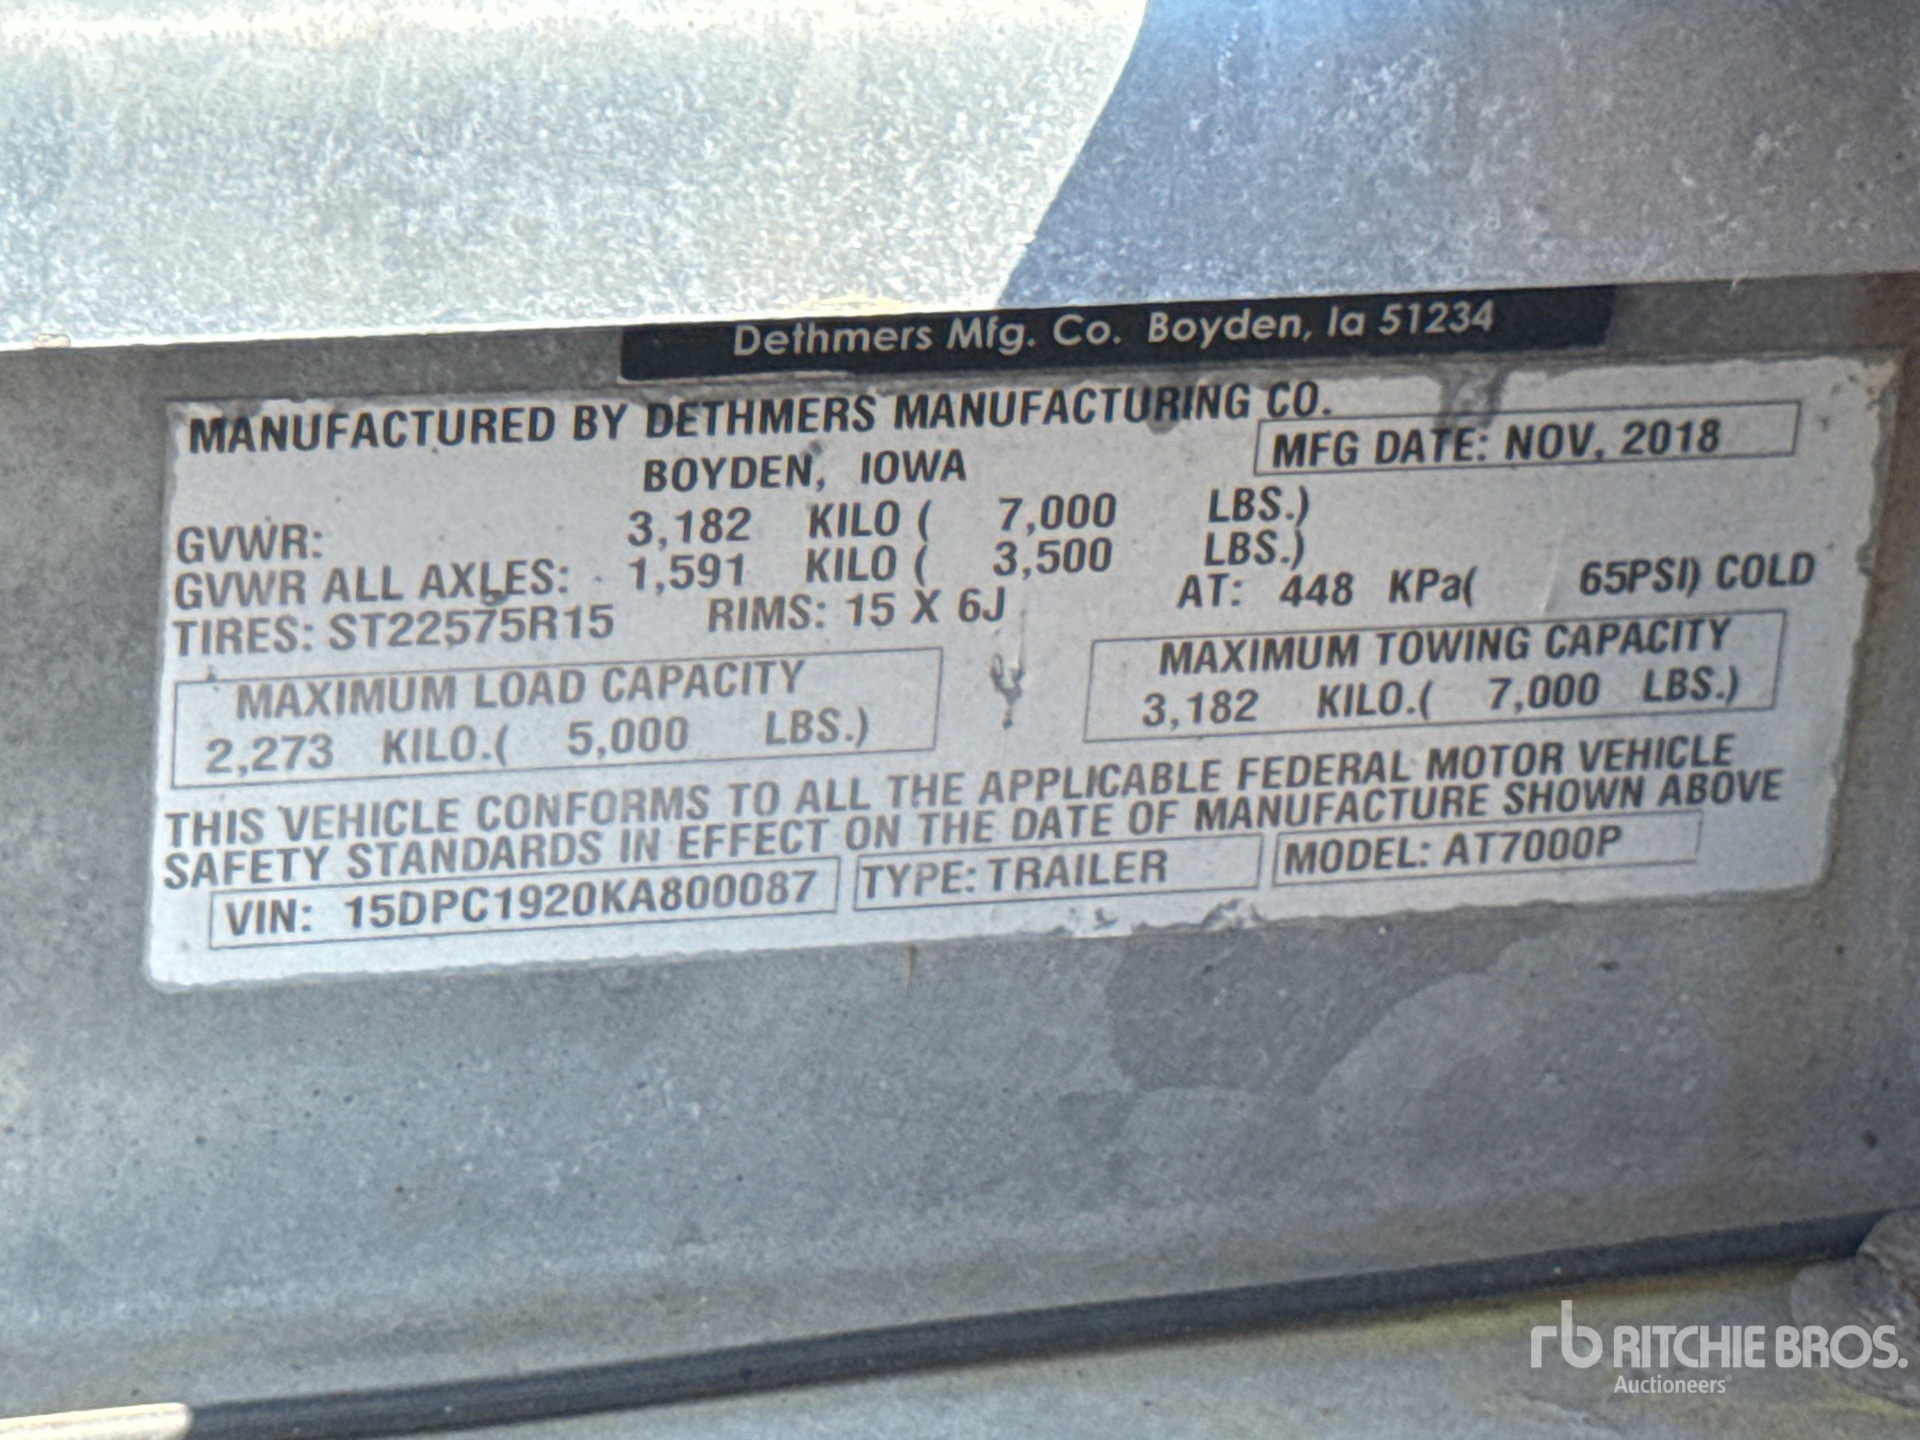 Dethmers Mfg. Co. Boyden, Ia 51234
MANUFACTURED BY DETHMERS MANUFACTURING CO.
BOYDEN, IOWA
MFG DATE: NOV, 2018
GVWR: 3,182 KILO ( 7,000 LBS.)
GVWR ALL AXLES: 1,591 KILO ( 3,500 LBS.)
TIRES: ST22575R15 RIMS: 15 X 6J AT: 448 KPa( 65PSI) COLD
MAXIMUM LOAD CAPACITY
2,273 KILO.( 5,000 LBS.)
MAXIMUM TOWING CAPACITY
3,182 KILO.( 7,000 LBS.)
THIS VEHICLE CONFORMS TO ALL THE APPLICABLE FEDERAL MOTOR VEHICLE
SAFETY STANDARDS IN EFFECT ON THE DATE OF MANUFACTURE SHOWN ABOVE
VIN: 15DPC1920KA800087 TYPE: TRAILER MODEL: AT7000P
rb RITCHIE BROS.
Auctioneers